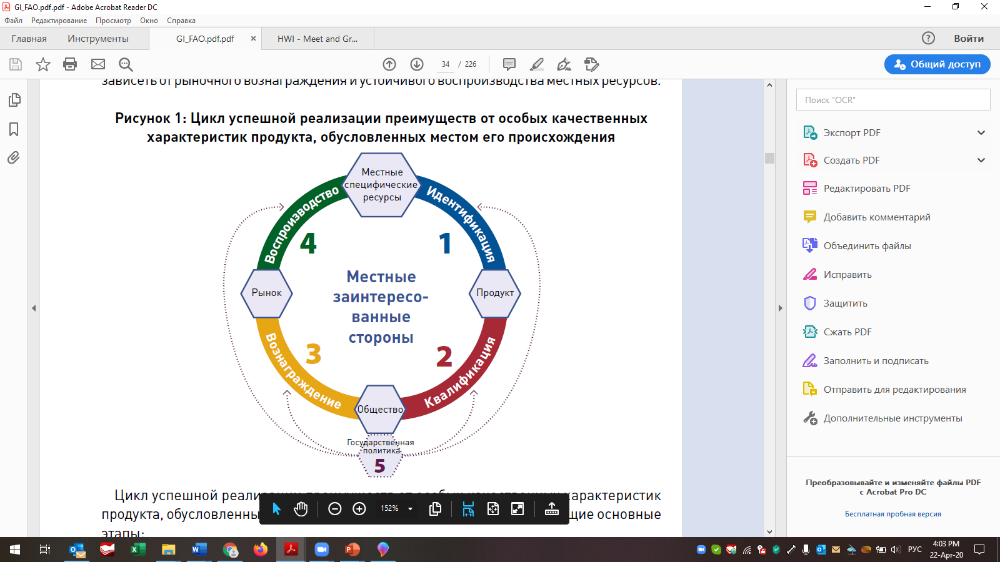 GI_FAO.pdf.pdf - Adobe Acrobat Reader DC
Файл Редактирование Просмотр Окно Справка
Главная Инструменты GI_FAO.pdf.pdf × HWI - Meet and Gr... Войти
34 / 226 Общий доступ
зависеть от рыночного вознаграждения и устойчивого воспроизводства местных ресурсов.
Рисунок 1: Цикл успешной реализации преимуществ от особых качественных
характеристик продукта, обусловленных местом его происхождения
Местные
специфические
ресурсы
Воспроизводство
Идентификация
4
1
Рынок
Местные
заинтересо-
ванные
стороны
Продукт
3
2
Вознаграждение
Квалификация
Общество
Государственная
политика
5
Цикл успешной реализации преимуществ от особых качественных характеристик
продукта, обусловленны
щие основные
этапы:
152%
Поиск "OCR"
Экспорт PDF
Создать PDF
Редактировать PDF
Добавить комментарий
Объединить файлы
Исправить
Защитить
Сжать PDF
Заполнить и подписать
Отправить для редактирования
Дополнительные инструменты
Преобразовывайте и изменяйте файлы PDF
с Acrobat Pro DC
Бесплатная пробная версия
РУС
4:03 PM
22-Apr-20